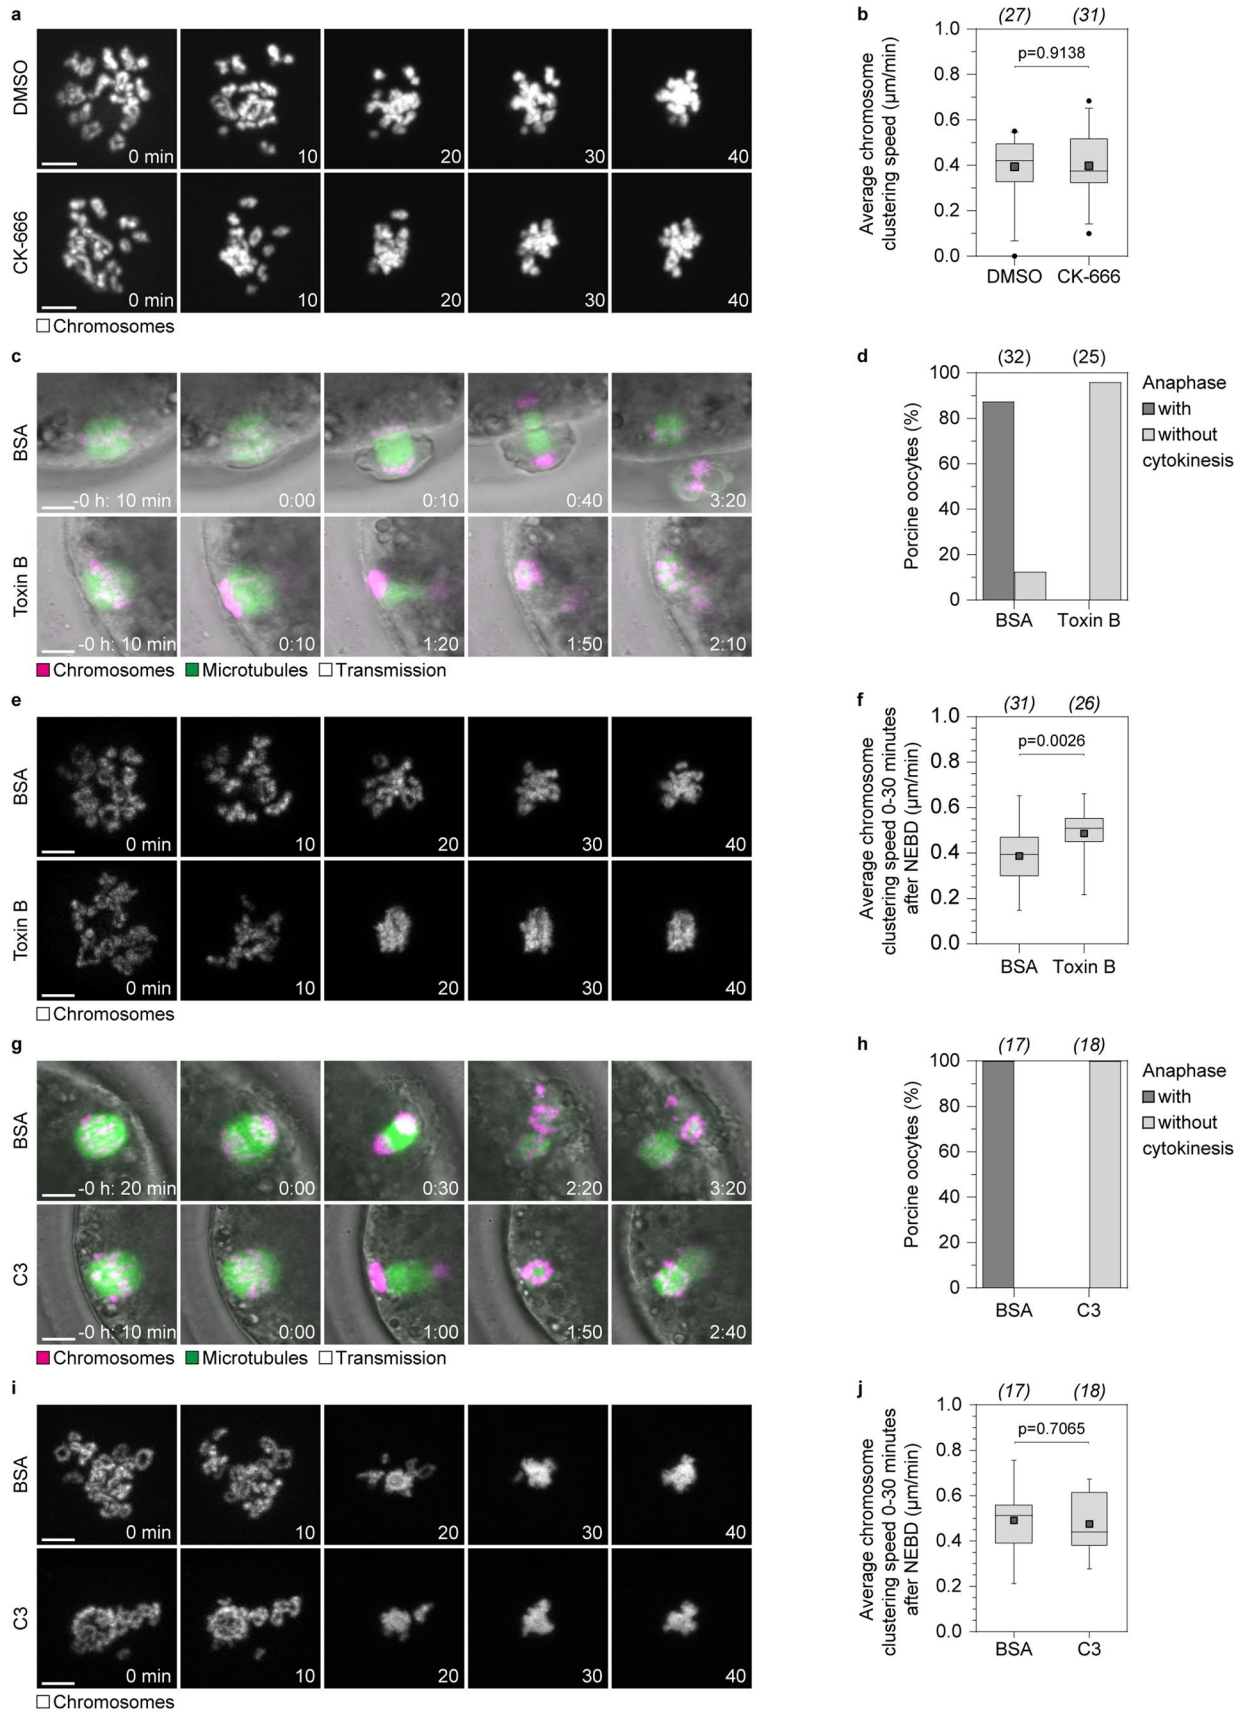 a
DMSO
0 min
10
20
30
40
CK-666
0 min
10
20
30
40
Chromosomes
b
(27) (31)
Average chromosome
clustering speed (µm/min)
1.0
0.8
0.6
0.4
0.2
0.0
p=0.9138
DMSO CK-666
c
BSA
-0 h: 10 min
0:00
0:10
0:40
3:20
Toxin B
-0 h: 10 min
0:10
1:20
1:50
2:10
Chromosomes Microtubules Transmission
d
(32) (25)
Porcine oocytes (%)
100
80
60
40
20
0
BSA Toxin B
Anaphase
with
without
cytokinesis
e
BSA
0 min
10
20
30
40
Toxin B
0 min
10
20
30
40
Chromosomes
f
(31) (26)
Average chromosome
clustering speed 0-30 minutes
after NEBD (µm/min)
1.0
0.8
0.6
0.4
0.2
0.0
p=0.0026
BSA Toxin B
g
BSA
-0 h: 20 min
0:00
0:30
2:20
3:20
C3
-0 h: 10 min
0:00
1:00
1:50
2:40
Chromosomes Microtubules Transmission
h
(17) (18)
Porcine oocytes (%)
100
80
60
40
20
0
BSA C3
Anaphase
with
without
cytokinesis
i
BSA
0 min
10
20
30
40
C3
0 min
10
20
30
40
Chromosomes
j
(17) (18)
Average chromosome
clustering speed 0-30 minutes
after NEBD (µm/min)
1.0
0.8
0.6
0.4
0.2
0.0
p=0.7065
BSA C3